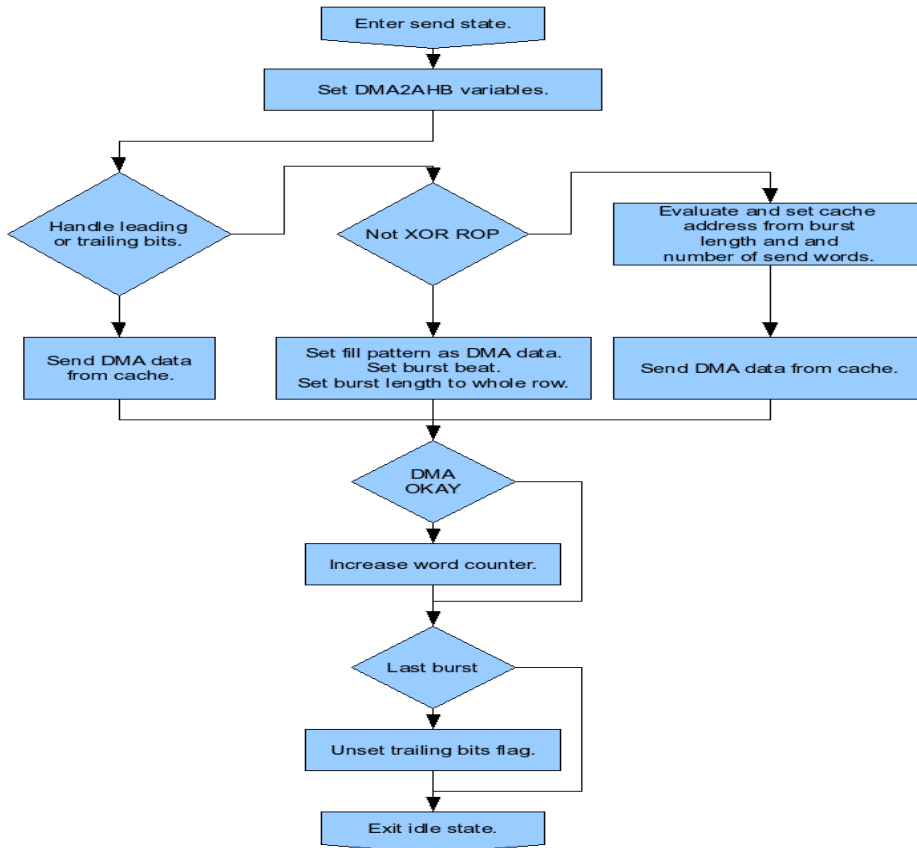 Enter send state.
Set DMA2AHB variables.
Handle leading
or trailing bits.
Not XOR ROP
Evaluate and set cache
address from burst
length and and
number of send words.
Send DMA data
from cache.
Set fill pattern as DMA data.
Set burst beat.
Set burst length to whole row.
Send DMA data from cache.
DMA
OKAY
Increase word counter.
Last burst
Unset trailing bits flag.
Exit idle state.